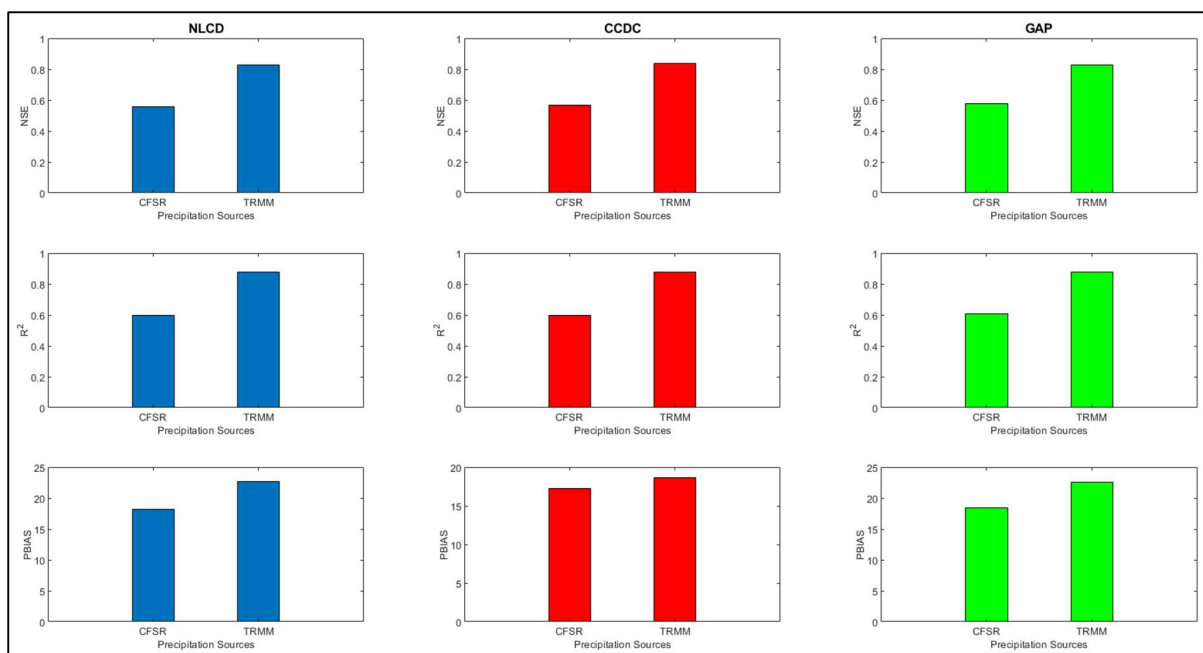 NLCD
1
0.8
0.6
0.4
0.2
0
NSE
CFSR TRMM
Precipitation Sources
CCDC
1
0.8
0.6
0.4
0.2
0
NSE
CFSR TRMM
Precipitation Sources
GAP
1
0.8
0.6
0.4
0.2
0
NSE
CFSR TRMM
Precipitation Sources
1
0.8
0.6
0.4
0.2
0
R²
CFSR TRMM
Precipitation Sources
1
0.8
0.6
0.4
0.2
0
R²
CFSR TRMM
Precipitation Sources
1
0.8
0.6
0.4
0.2
0
R²
CFSR TRMM
Precipitation Sources
25
20
15
10
5
0
PBIAS
CFSR TRMM
Precipitation Sources
20
15
10
5
0
PBIAS
CFSR TRMM
Precipitation Sources
25
20
15
10
5
0
PBIAS
CFSR TRMM
Precipitation Sources